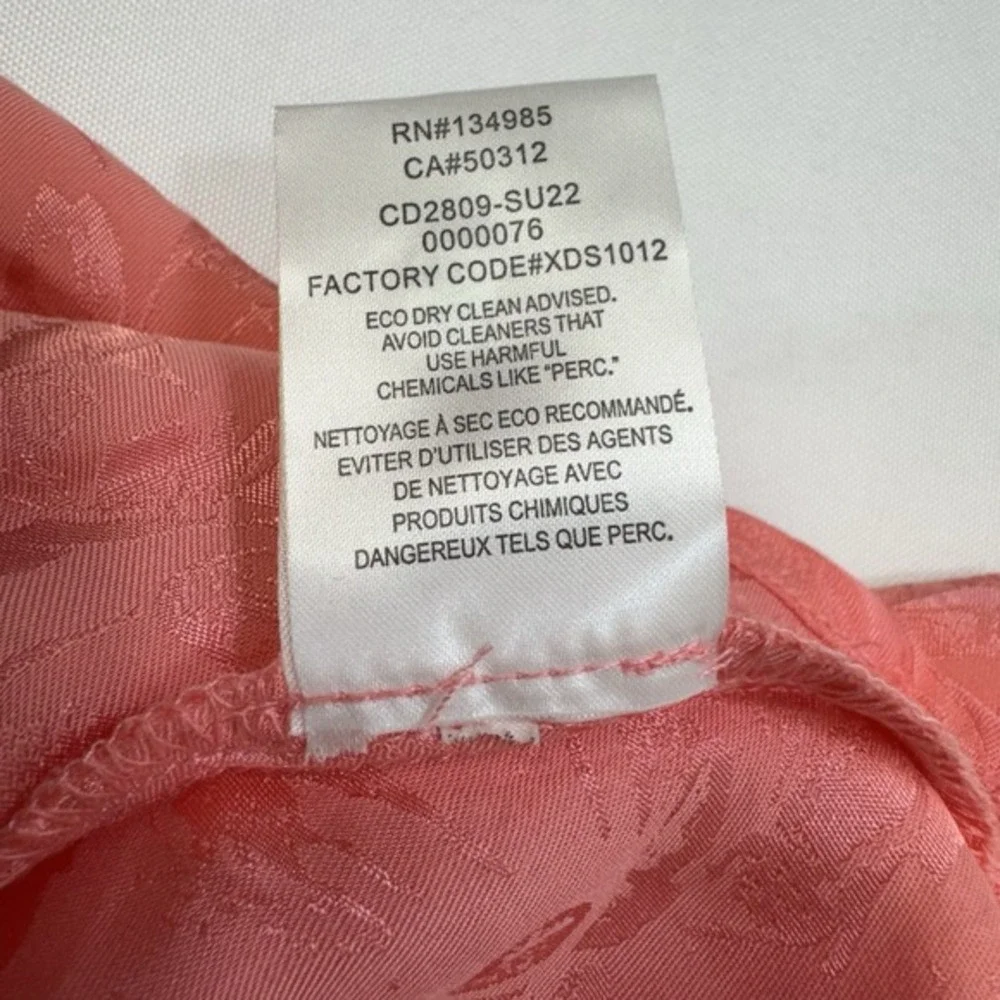 RN#134985
CA#50312
CD2809-SU22
0000076
FACTORY CODE#XDS1012
ECO DRY CLEAN ADVISED.
AVOID CLEANERS THAT
USE HARMFUL
CHEMICALS LIKE "PERC."
NETTOYAGE À SEC ECO RECOMMANDÉ.
EVITER D'UTILISER DES AGENTS
DE NETTOYAGE AVEC
PRODUITS CHIMIQUES
DANGEREUX TELS QUE PERC.